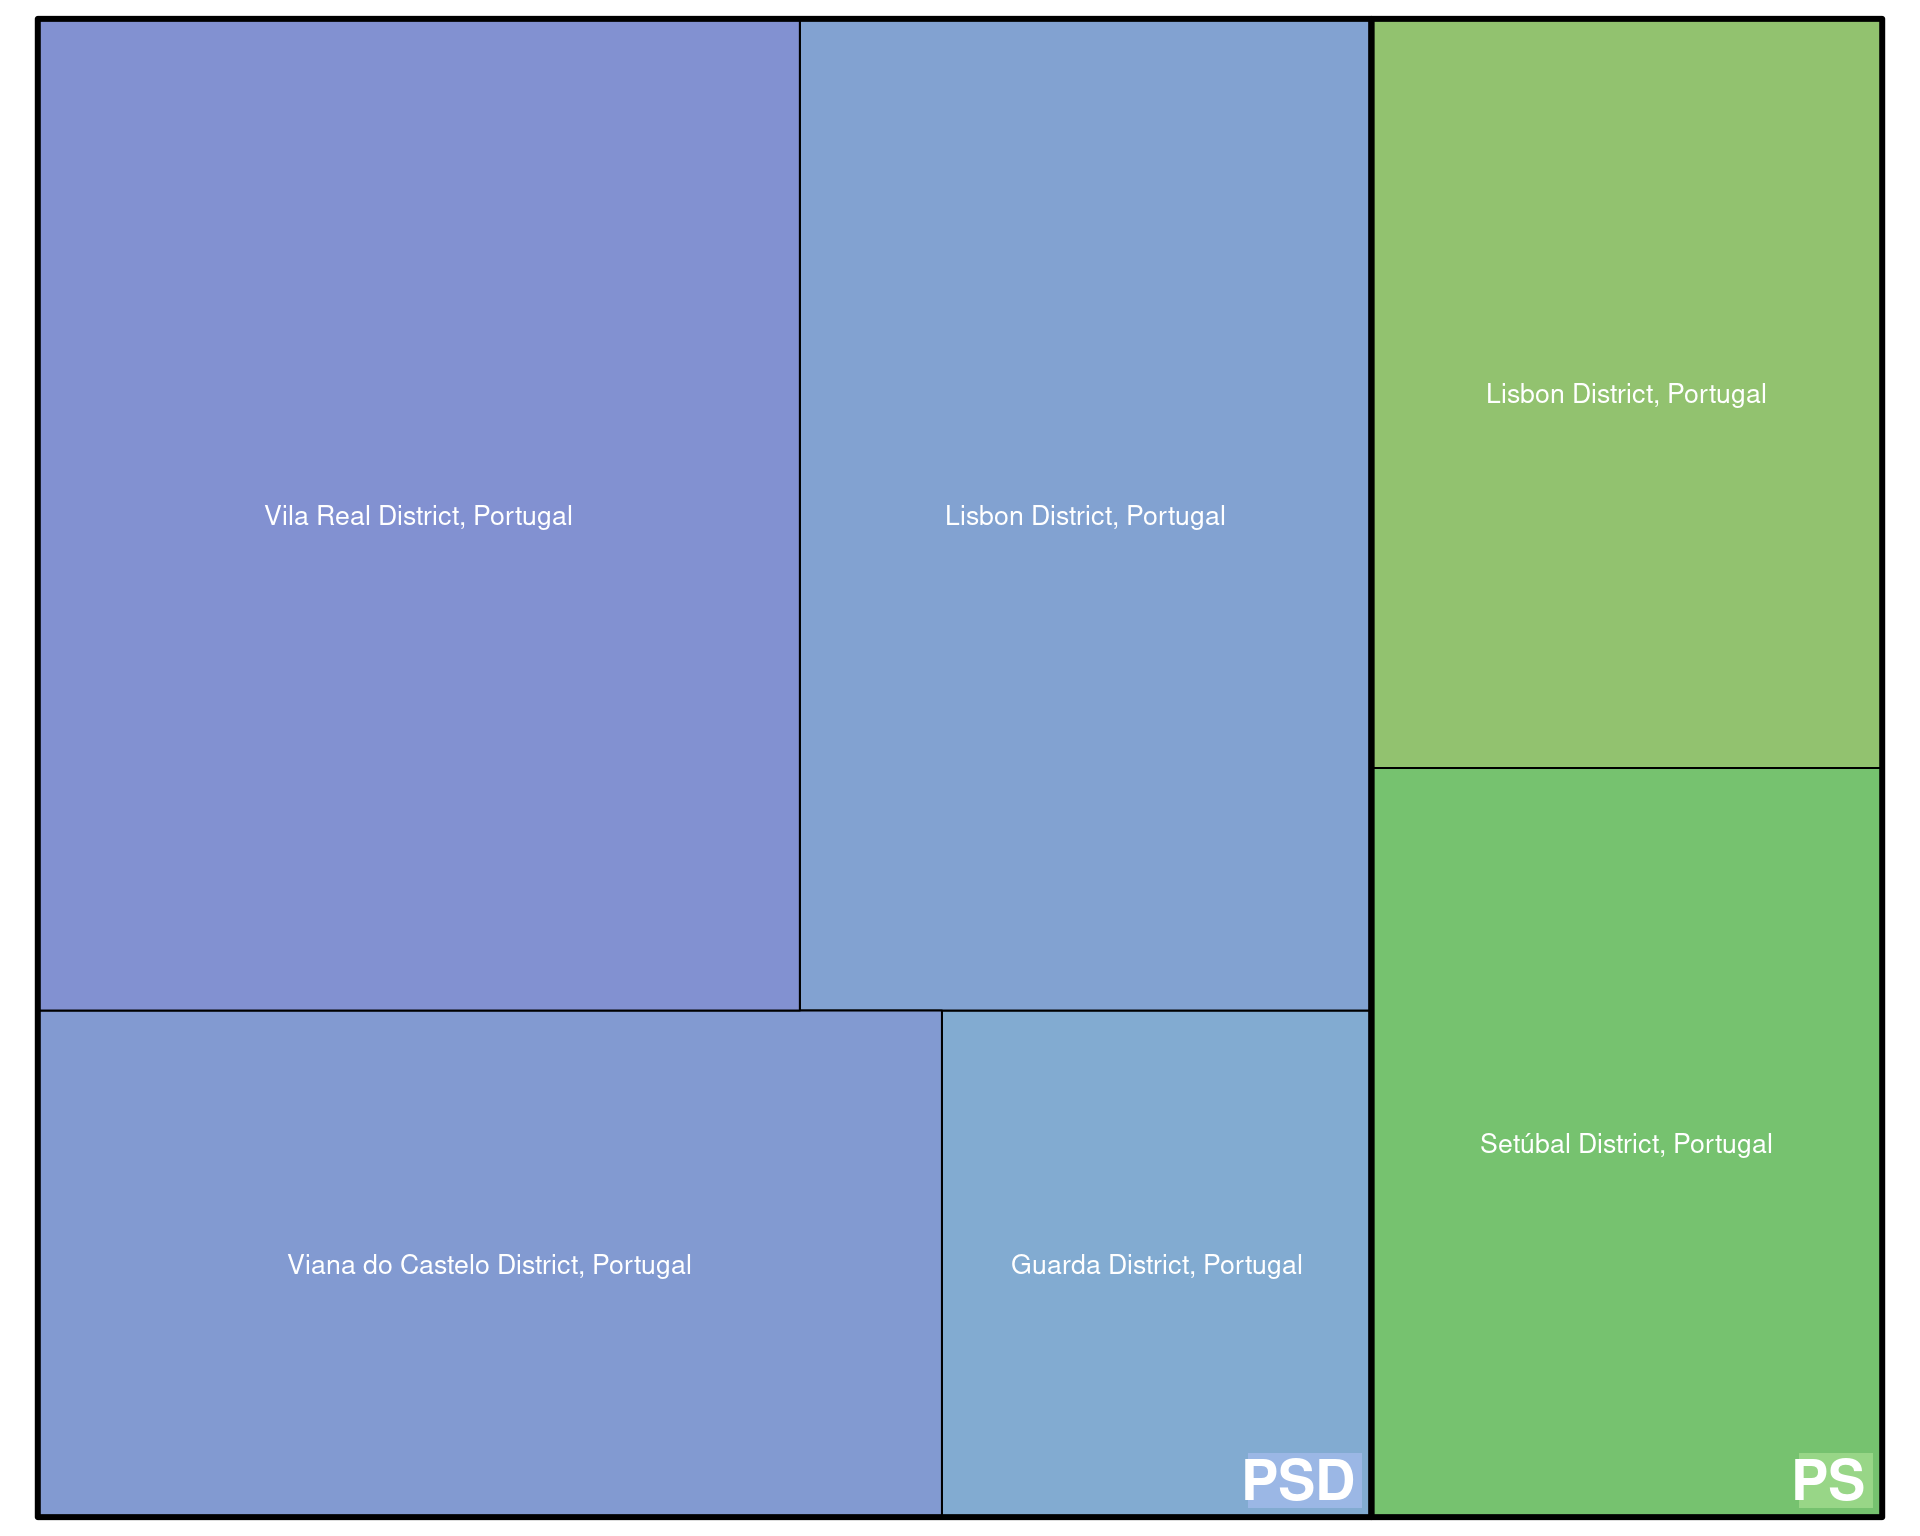 Lisbon District, Portugal
Vila Real District, Portugal
Lisbon District, Portugal
Setúbal District, Portugal
Viana do Castelo District, Portugal
Guarda District, Portugal
PSD
PS